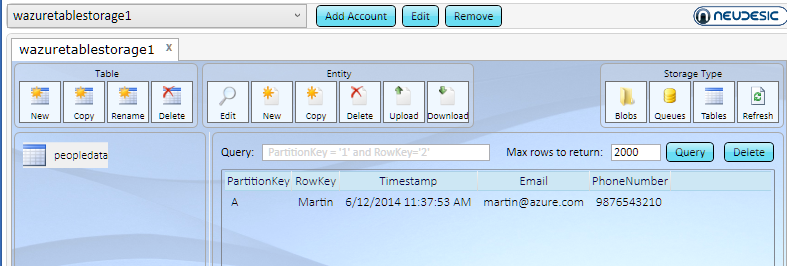 wazuretablestorage1 Add Account Edit Remove NEUDESIC
wazuretablestorage1 x
Table Entity Storage Type
New Copy Rename Delete Edit New Copy Delete Upload Download Blobs Queues Tables Refresh
peopledata
Query: PartitionKey = '1' and RowKey='2' Max rows to return: 2000 Query Delete
PartitionKey RowKey Timestamp Email PhoneNumber
A Martin 6/12/2014 11:37:53 AM martin@azure.com 9876543210